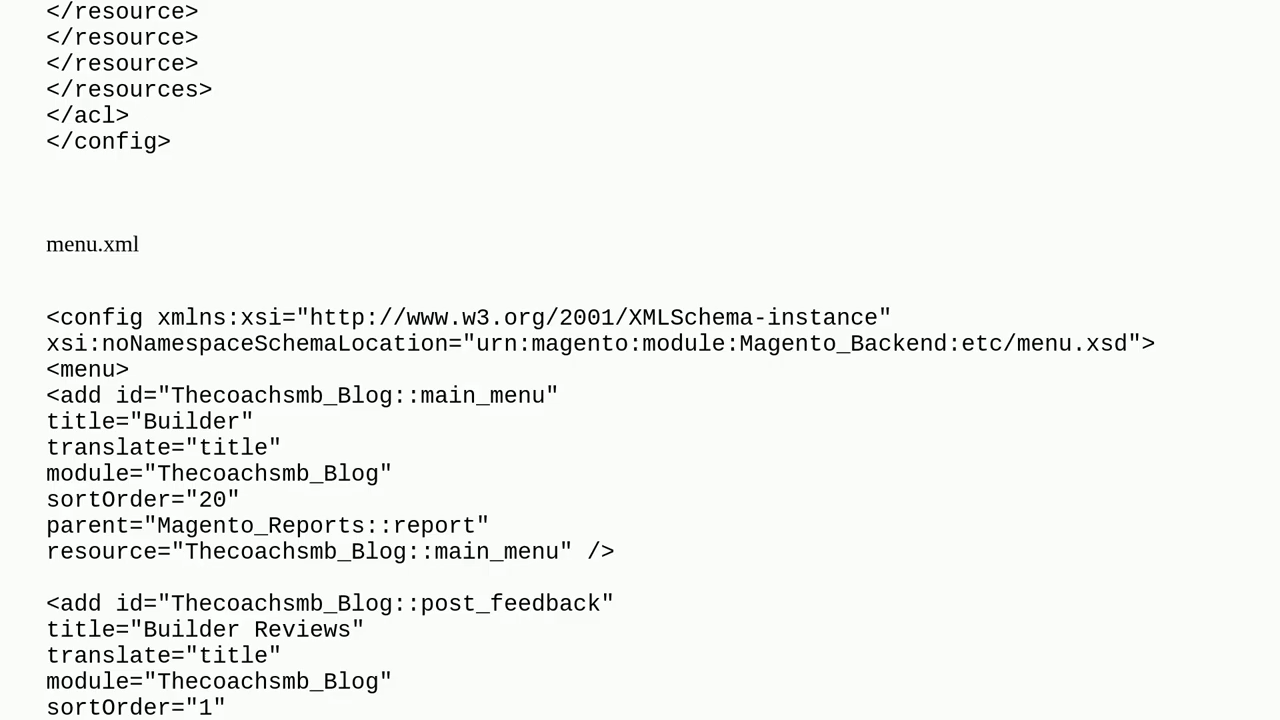 </resource>
</resource>
</resource>
</resources>
</acl>
</config>
menu.xml
<config xmlns:xsi="http://www.w3.org/2001/XMLSchema-instance"
xsi:noNamespaceSchemaLocation="urn:magento:module:Magento_Backend:etc/menu.xsd">
<menu>
<add id="Thecoachsmb_Blog::main_menu"
title="Builder"
translate="title"
module="Thecoachsmb_Blog"
sortOrder="20"
parent="Magento_Reports::report"
resource="Thecoachsmb_Blog::main_menu" />
<add id="Thecoachsmb_Blog::post_feedback"
title="Builder Reviews"
translate="title"
module="Thecoachsmb_Blog"
sortOrder="1"